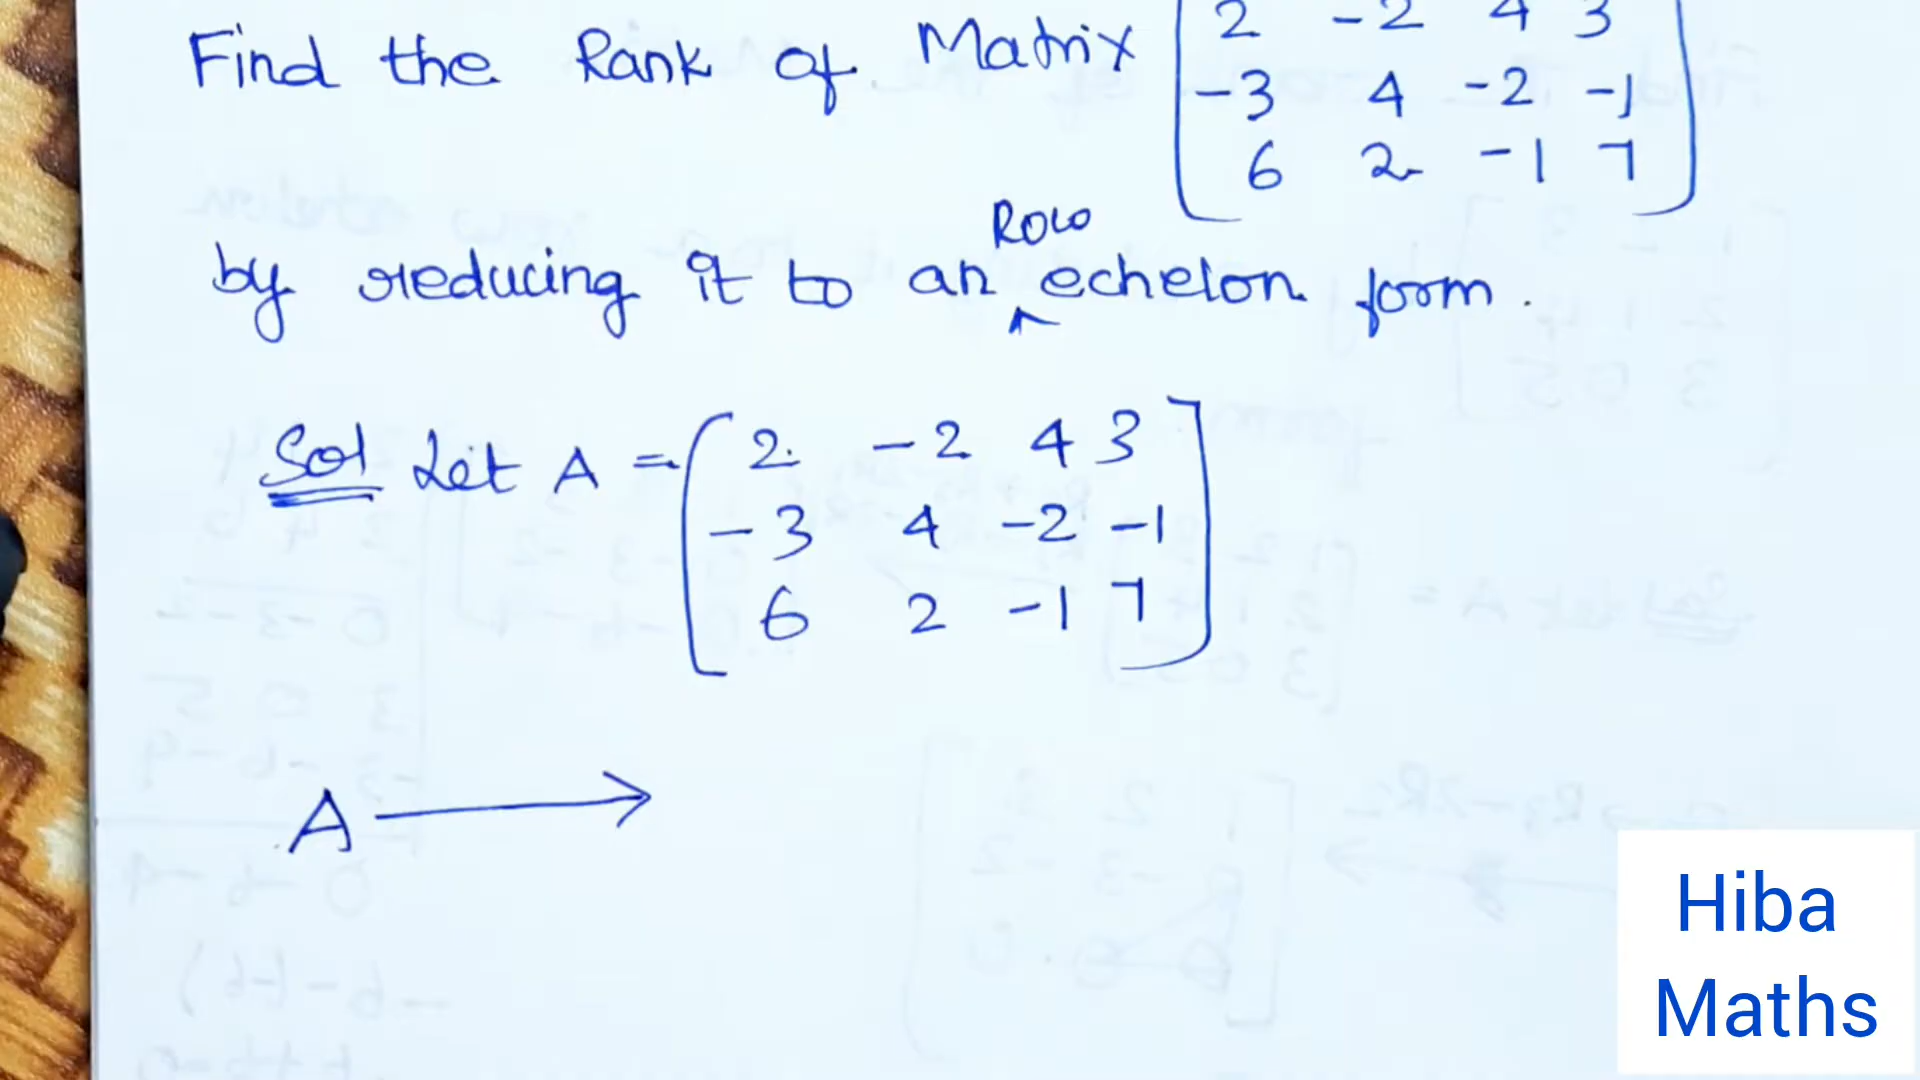 Find the Rank of Matrix [2 -2 4 3
-3 4 -2 -1
6 2 -1 7]
by reducing it to an Row echelon form.
Sol Let A = [2 -2 4 3
-3 4 -2 -1
6 2 -1 7]
A →
Hiba
Maths